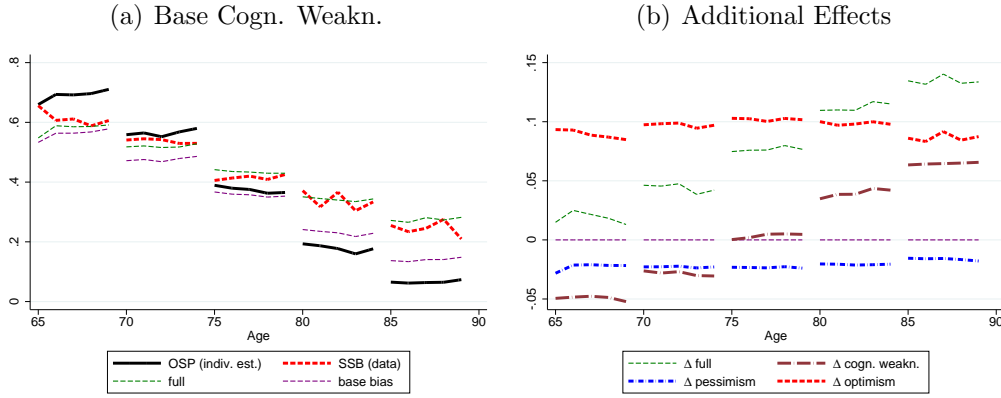 (a) Base Cogn. Weakn.
.8
.6
.4
.2
0
65
70
75
80
85
90
Age
OSP (indiv. est.)
SSB (data)
full
base bias
(b) Additional Effects
.15
.1
.05
0
-.05
65
70
75
80
85
90
Age
Δ full
Δ cogn. weakn.
Δ pessimism
Δ optimism